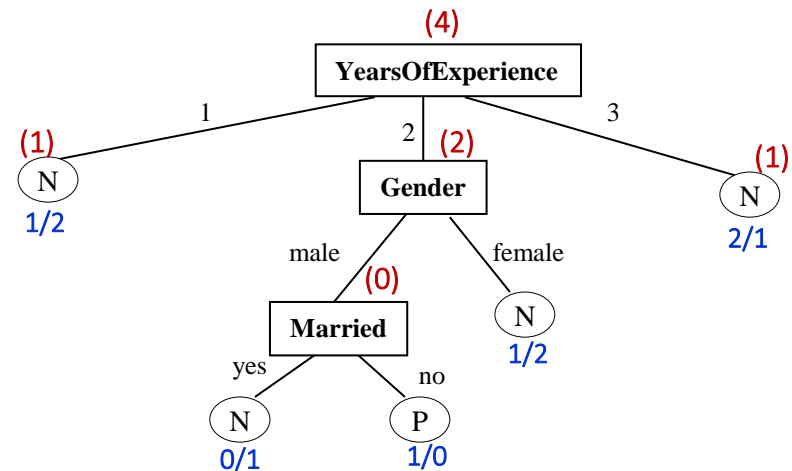 (4)
YearsOfExperience
1
2
3
(1)
(2)
(1)
N
Gender
N
1/2
2/1
male
female
(0)
N
Married
1/2
yes
no
N
P
0/1
1/0